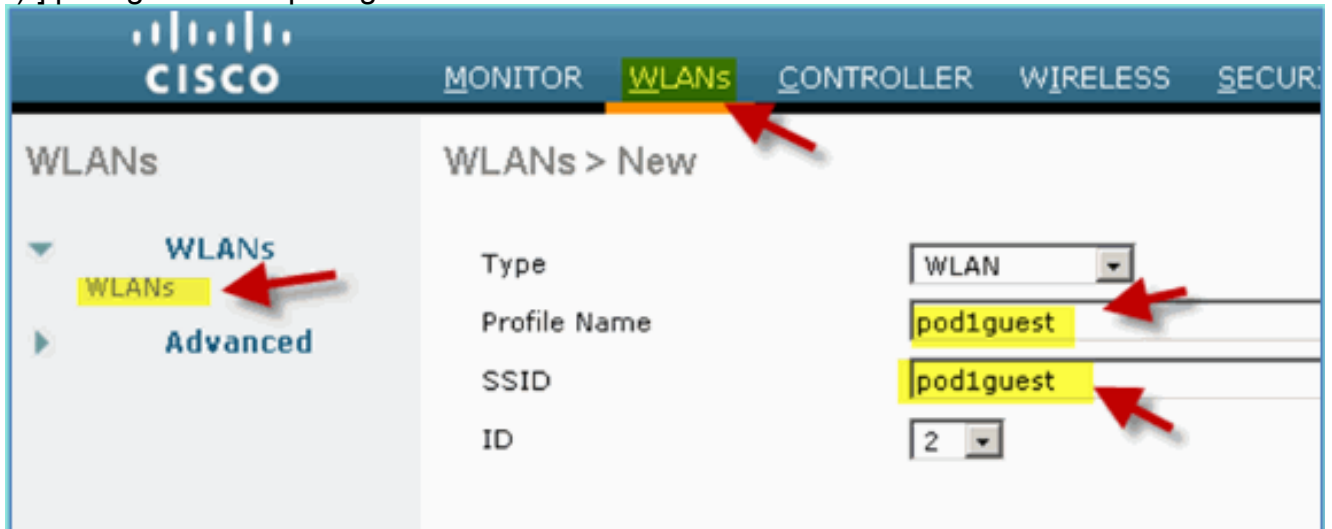 CISCO
MONITOR WLANs CONTROLLER WIRELESS
WLANs
WLANs > New
WLANs
WLANs
Advanced
Type WLAN
Profile Name pod1guest
SSID pod1guest
ID 2